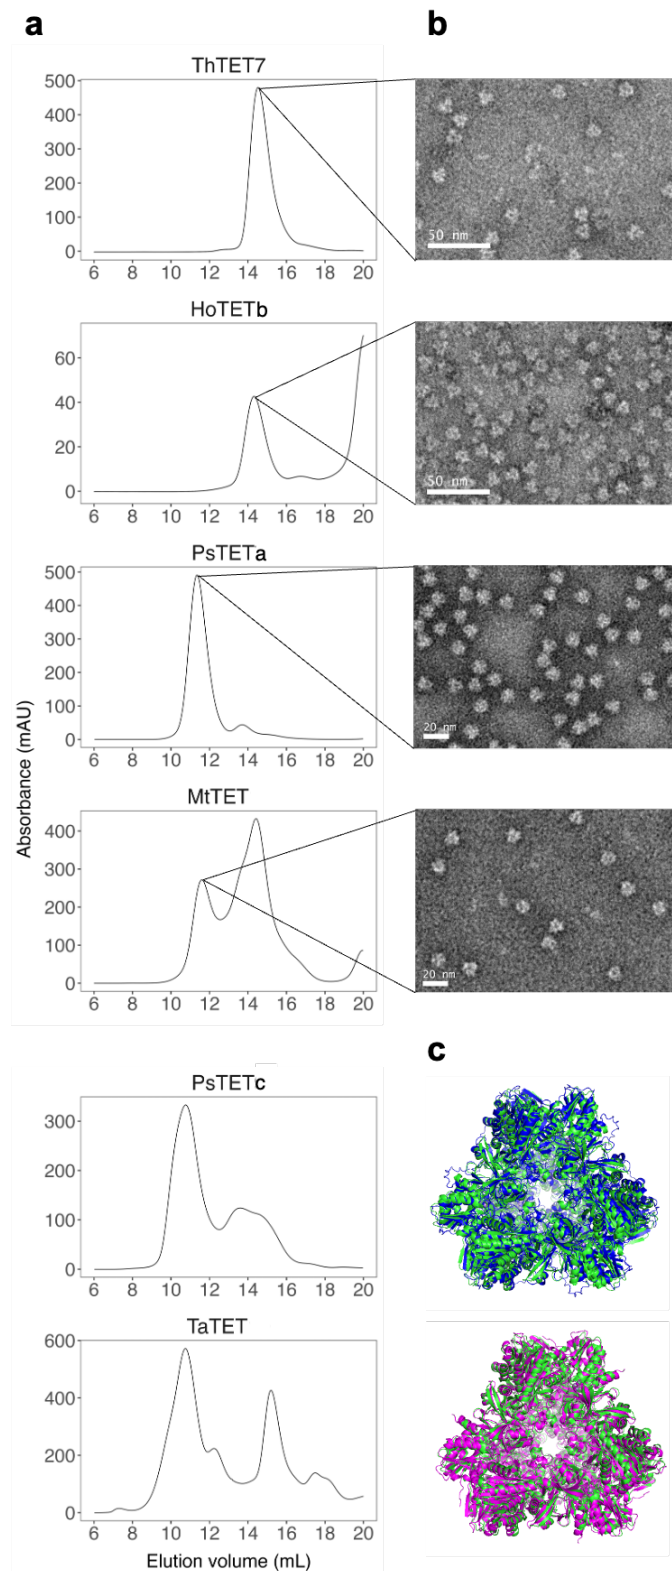 a
b
ThTET7
500
400
300
200
100
0
6 8 10 12 14 16 18 20
50 nm
HoTETb
60
40
20
0
6 8 10 12 14 16 18 20
50 nm
PsTETa
500
400
300
200
100
0
6 8 10 12 14 16 18 20
20 nm
Absorbance (mAU)
MtTET
400
300
200
100
0
6 8 10 12 14 16 18 20
20 nm
c
PsTETc
300
200
100
0
6 8 10 12 14 16 18 20
TaTET
600
400
200
0
6 8 10 12 14 16 18 20
Elution volume (mL)